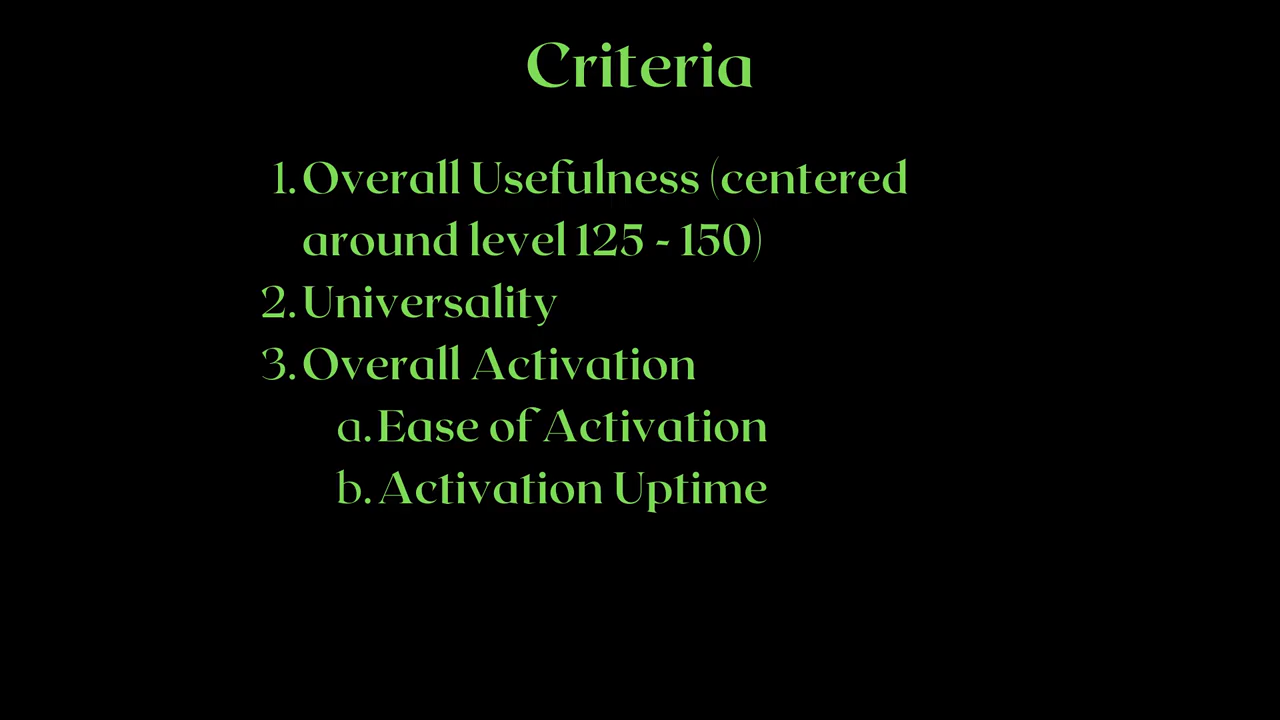 Criteria
1. Overall Usefulness (centered
around level 125 - 150)
2. Universality
3. Overall Activation
a. Ease of Activation
b. Activation Uptime